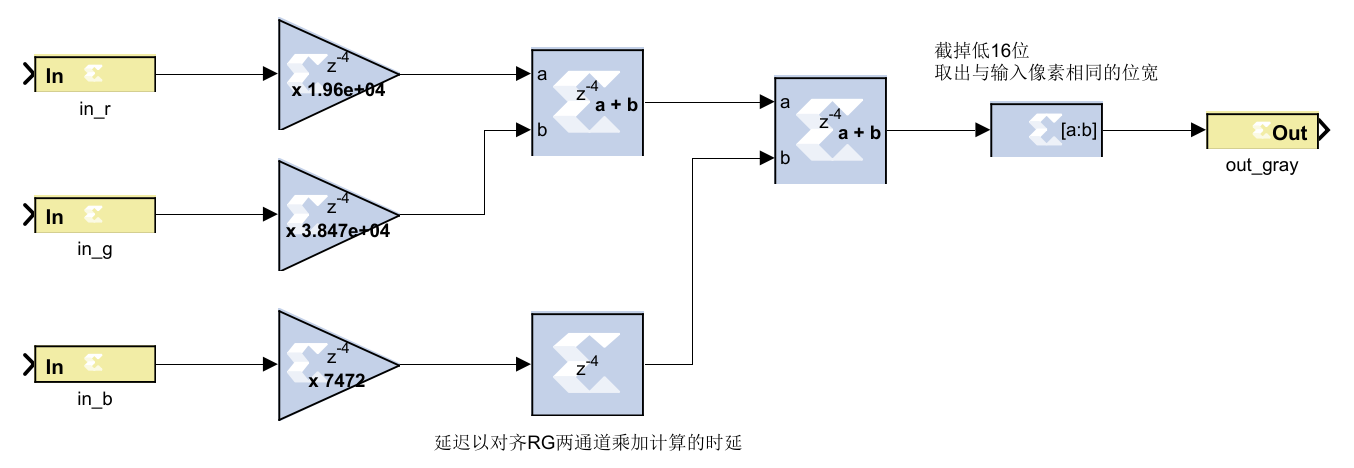 In
in_r
z-4
x 1.96e+04
a
b
z-4
a + b
a
b
z-4
a + b
截掉低16位
取出与输入像素相同的位宽
[a:b]
Out
out_gray
In
in_g
z-4
x 3.847e+04
In
in_b
z-4
x 7472
z-4
延迟以对齐RG两通道乘加计算的时延